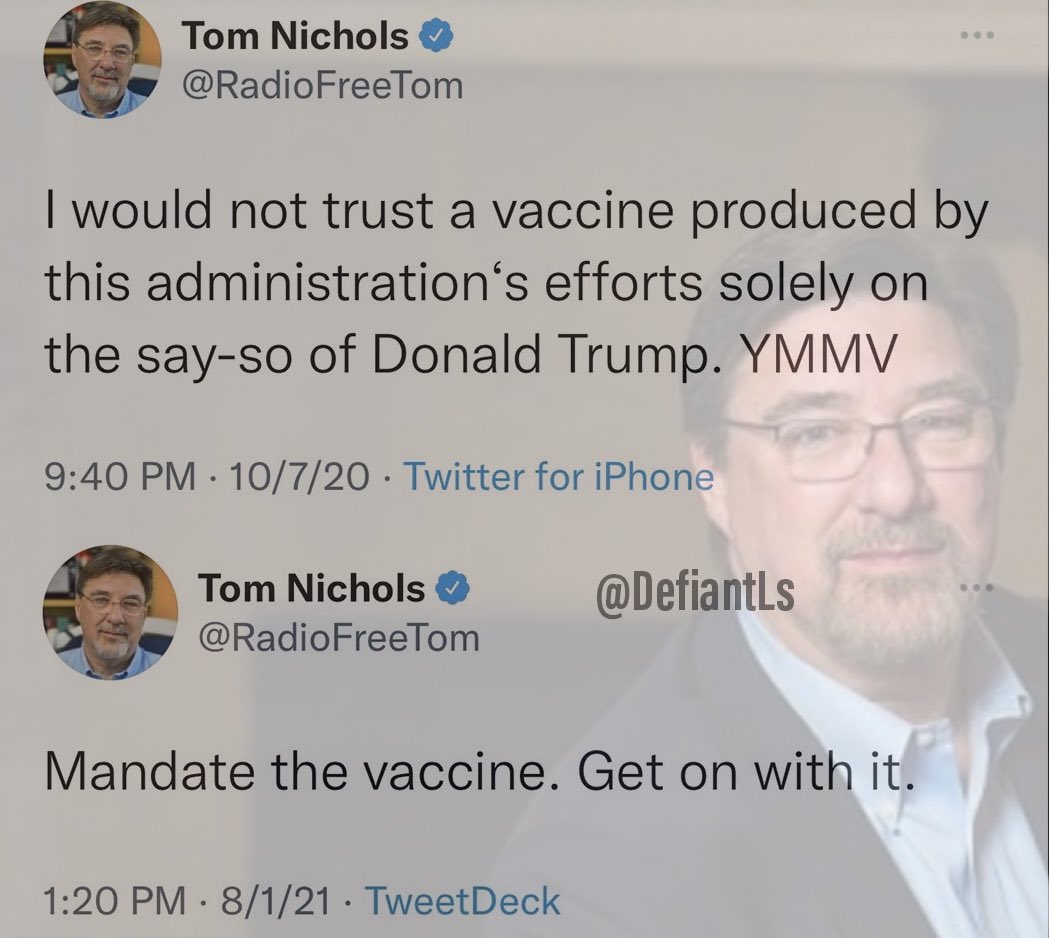 Tom Nichols
@RadioFreeTom
I would not trust a vaccine produced by
this administration‘s efforts solely on
the say-so of Donald Trump. YMMV
9:40 PM · 10/7/20 · Twitter for iPhone
Tom Nichols
@DefiantLs
@RadioFreeTom
Mandate the vaccine. Get on with it.
1:20 PM · 8/1/21 · TweetDeck